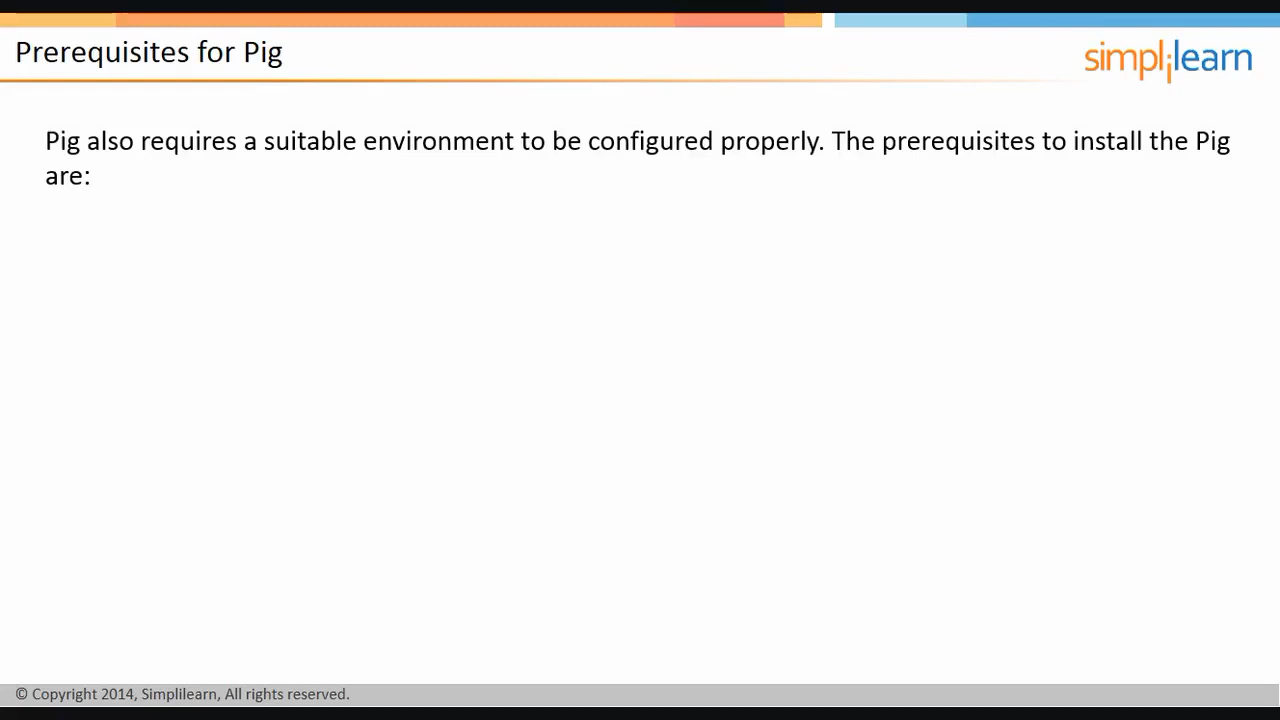 Prerequisites for Pig
simplilearn
Pig also requires a suitable environment to be configured properly. The prerequisites to install the Pig
are:
© Copyright 2014, Simplilearn, All rights reserved.